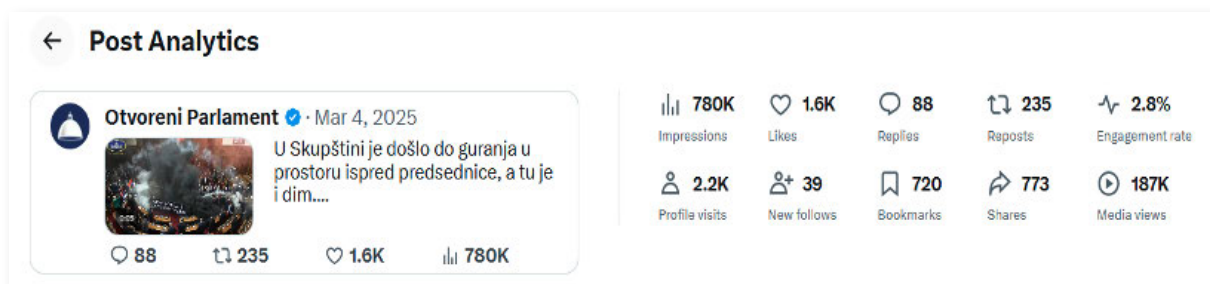 Post Analytics
Otvoreni Parlament · Mar 4, 2025
U Skupštini je došlo do guranja u
prostoru ispred predsednice, a tu je
i dim....
0:05
88 235 1.6K 780K
780K 1.6K 88 235 2.8%
Impressions Likes Replies Reposts Engagement rate
2.2K 39 720 773 187K
Profile visits New follows Bookmarks Shares Media views